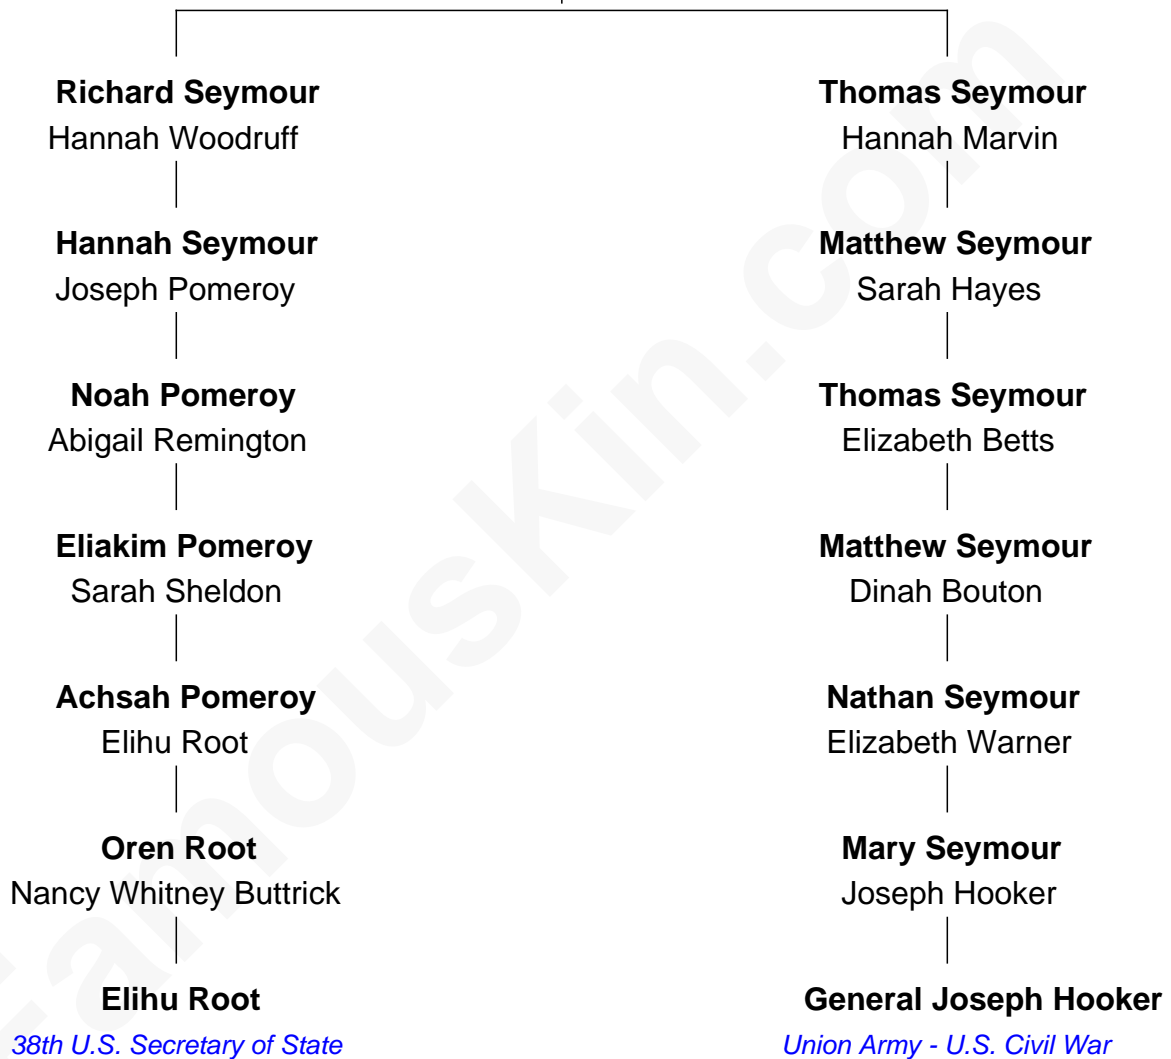 Richard Seymour
Hannah Woodruff
Hannah Seymour
Joseph Pomeroy
Noah Pomeroy
Abigail Remington
Eliakim Pomeroy
Sarah Sheldon
Achsah Pomeroy
Elihu Root
Oren Root
Nancy Whitney Buttrick
Elihu Root
38th U.S. Secretary of State
Thomas Seymour
Hannah Marvin
Matthew Seymour
Sarah Hayes
Thomas Seymour
Elizabeth Betts
Matthew Seymour
Dinah Bouton
Nathan Seymour
Elizabeth Warner
Mary Seymour
Joseph Hooker
General Joseph Hooker
Union Army - U.S. Civil War
FamousKin.com